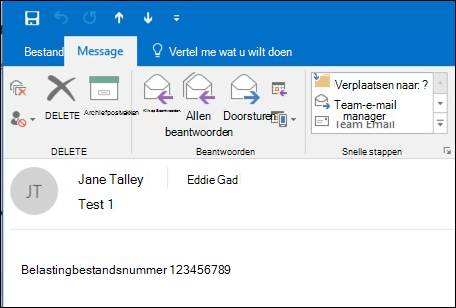 Bestand Message Vertel me wat u wilt doen
DELETE
Archiefpostvakken
Allen beantwoorden
Doorsturen
Verplaatsen naar: ?
Team-e-mail manager
Team Email
DELETE
Beantwoorden
Snelle stappen
JT
Jane Talley
Eddie Gad
Test 1
Belastingbestandsnummer 123456789